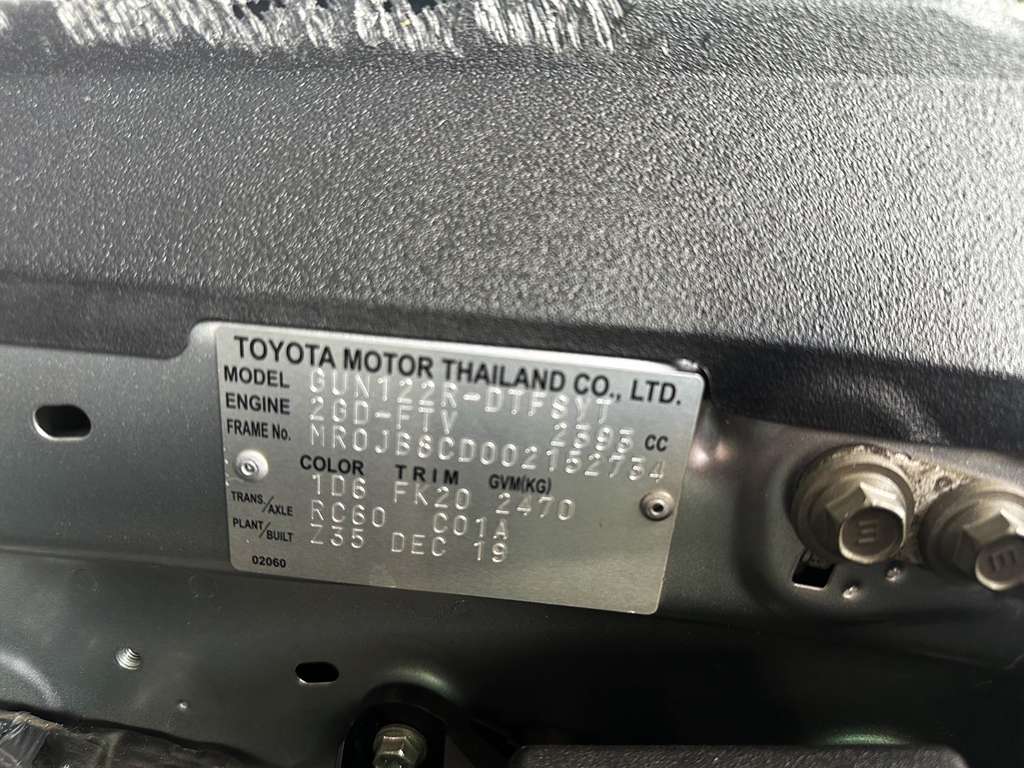 TOYOTA MOTOR THAILAND CO., LTD.
MODEL GUN122R-DTFSYT
ENGINE 2GD-FTV 2393 CC
FRAME No. MR0JB8CD002152734
COLOR TRIM GVM(KG)
1D6 FK20 2470
TRANS./AXLE RC60 C01A
PLANT/BUILT Z35 DEC 19
02060
E
E